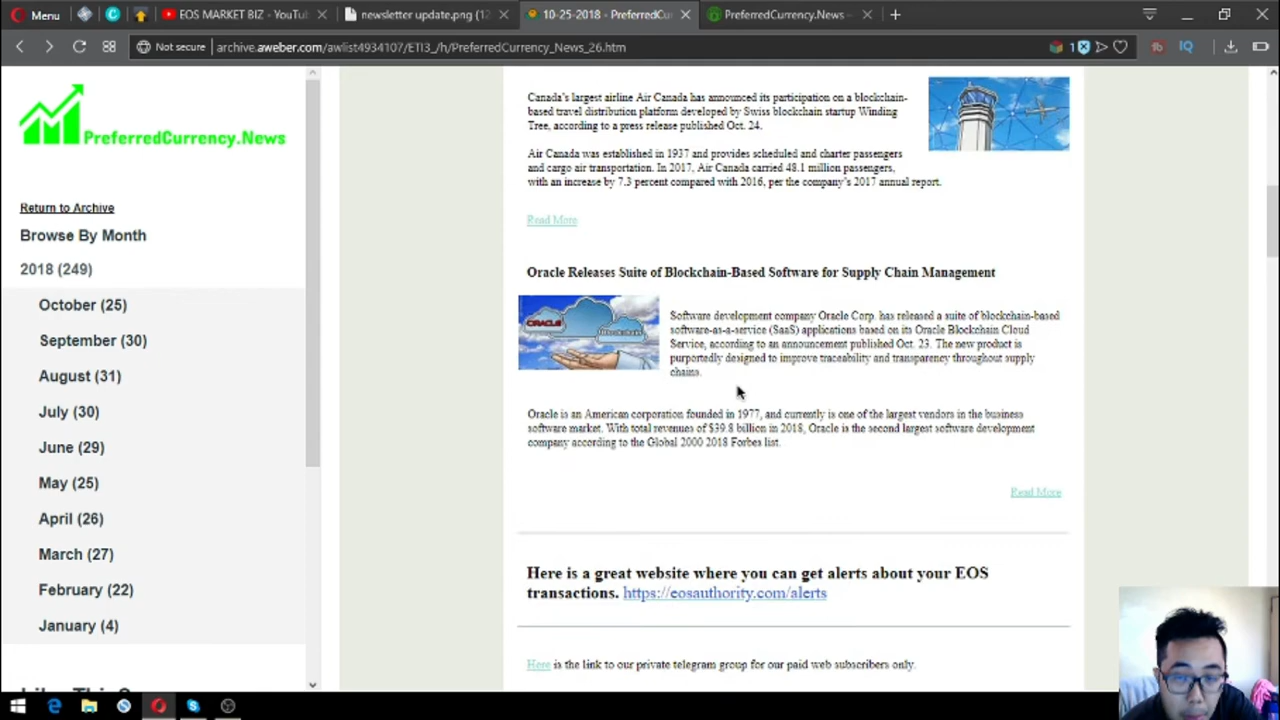 Menu
EOS MARKET BIZ - YouTu
newsletter update.png (12
10-25-2018 - PreferredCu
PreferredCurrency.News -
Not secure
archive.aweber.com/awlist4934107/ETI3_/h/PreferredCurrency_News_26.htm
1
IQ
PreferredCurrency.News
Return to Archive
Browse By Month
2018 (249)
October (25)
September (30)
August (31)
July (30)
June (29)
May (25)
April (26)
March (27)
February (22)
January (4)
Canada's largest airline Air Canada has announced its participation on a blockchain-
based travel distribution platform developed by Swiss blockchain startup Winding
Tree, according to a press release published Oct. 24.
Air Canada was established in 1937 and provides scheduled and charter passengers
and cargo air transportation. In 2017, Air Canada carried 48.1 million passengers,
with an increase by 7.3 percent compared with 2016, per the company's 2017 annual report.
Read More
Oracle Releases Suite of Blockchain-Based Software for Supply Chain Management
ORACLE
Blockchain
Software development company Oracle Corp. has released a suite of blockchain-based
software-as-a-service (SaaS) applications based on its Oracle Blockchain Cloud
Service, according to an announcement published Oct. 23. The new product is
purportedly designed to improve traceability and transparency throughout supply
chains.
Oracle is an American corporation founded in 1977, and currently is one of the largest vendors in the business
software market. With total revenues of $39.8 billion in 2018, Oracle is the second largest software development
company according to the Global 2000 2018 Forbes list.
Read More
Here is a great website where you can get alerts about your EOS
transactions. https://eosauthority.com/alerts
Here is the link to our private telegram group for our paid web subscribers only.